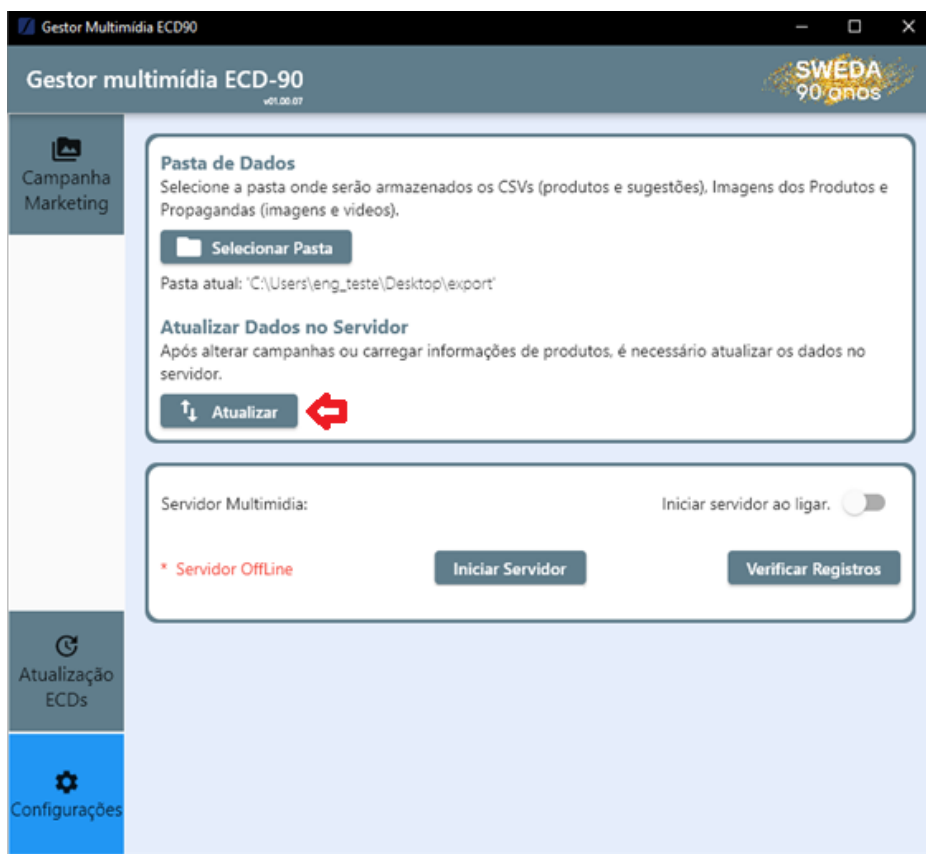 Gestor Multimídia ECD90
Gestor multimídia ECD-90
v01.00.07
SWEDA
90 anos
Campanha
Marketing
Pasta de Dados
Selecione a pasta onde serão armazenados os CSVs (produtos e sugestões), Imagens dos Produtos e
Propagandas (imagens e videos).
Selecionar Pasta
Pasta atual: 'C:\Users\eng_teste\Desktop\export'
Atualizar Dados no Servidor
Após alterar campanhas ou carregar informações de produtos, é necessário atualizar os dados no
servidor.
Atualizar
Servidor Multimidia:
Iniciar servidor ao ligar.
* Servidor OffLine
Iniciar Servidor
Verificar Registros
Atualização
ECDs
Configurações